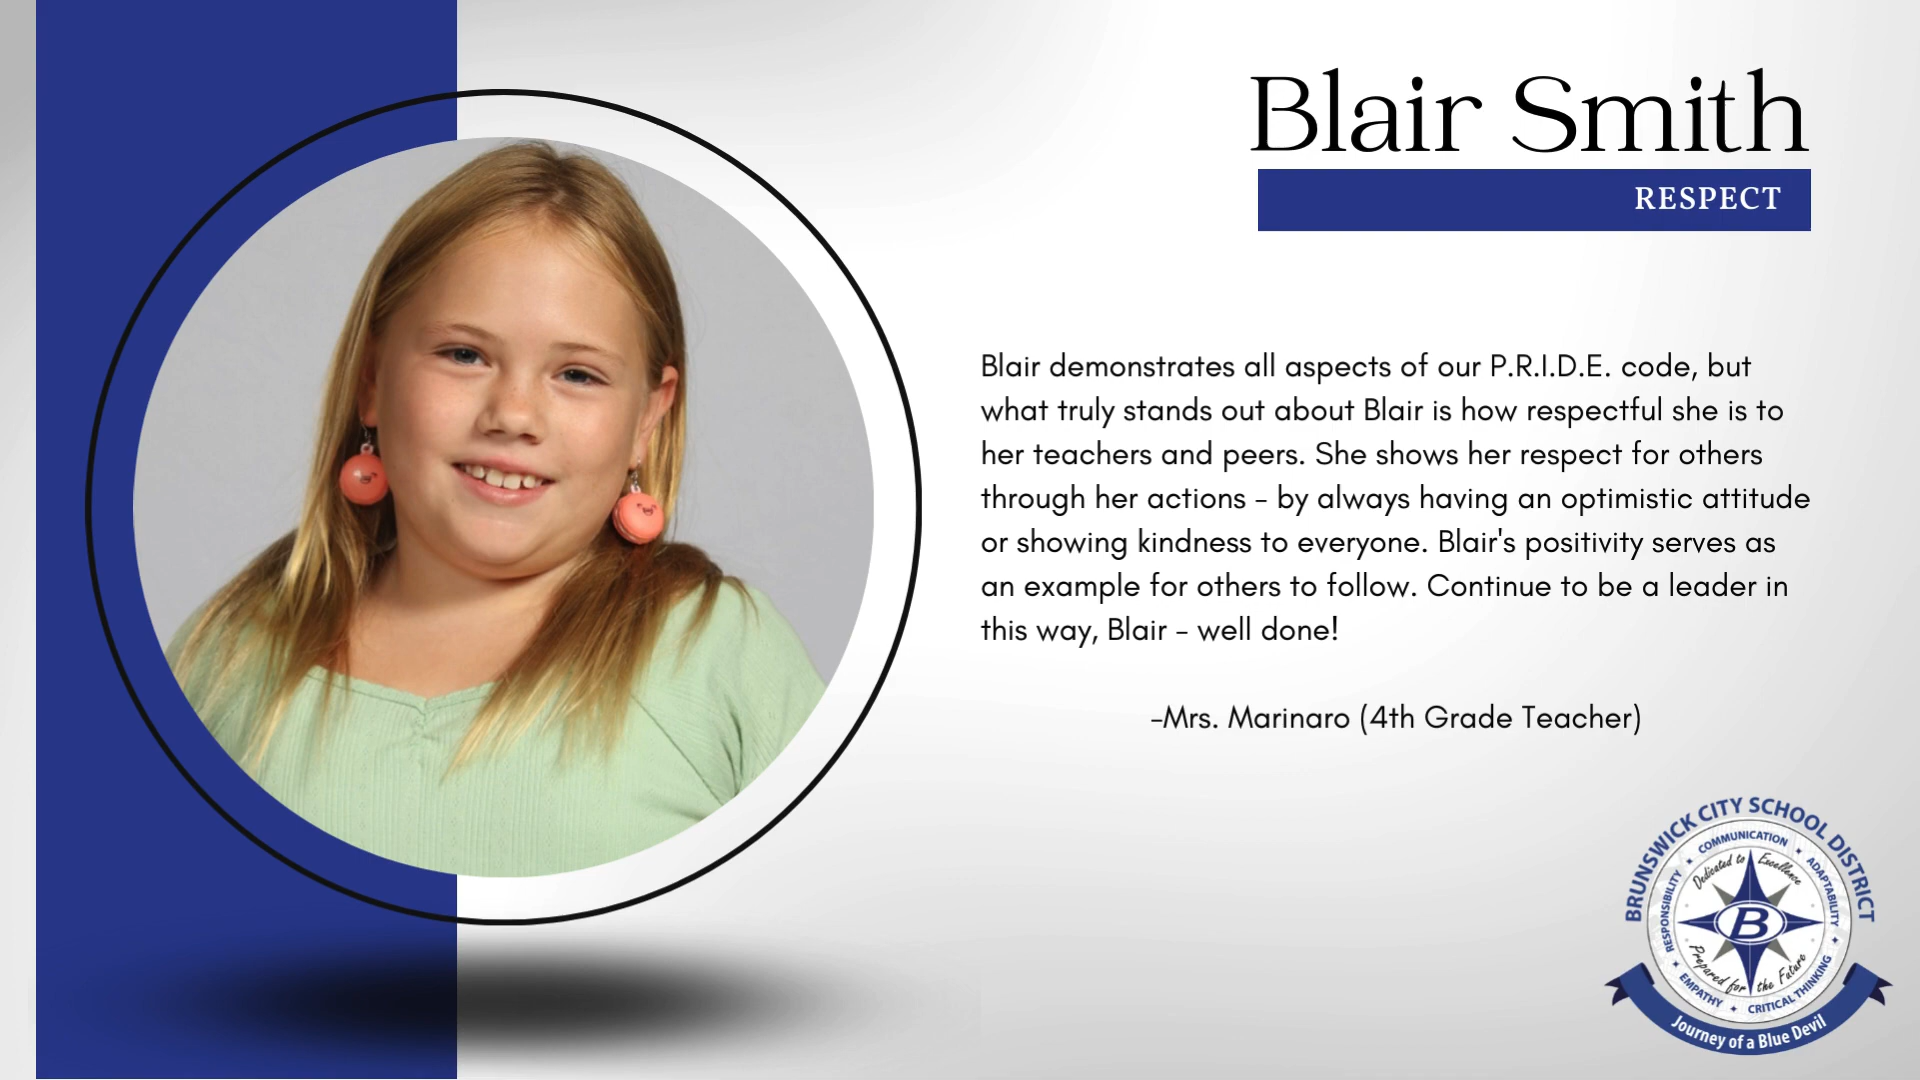 Blair Smith
RESPECT
Blair demonstrates all aspects of our P.R.I.D.E. code, but
what truly stands out about Blair is how respectful she is to
her teachers and peers. She shows her respect for others
through her actions - by always having an optimistic attitude
or showing kindness to everyone. Blair's positivity serves as
an example for others to follow. Continue to be a leader in
this way, Blair - well done!
-Mrs. Marinaro (4th Grade Teacher)
BRUNSWICK CITY SCHOOL DISTRICT
RESPONSIBILITY ✦ COMMUNICATION ✦ ADAPTABILITY ✦
EMPATHY ✦ CRITICAL THINKING
Dedicated to Excellence
B
Prepared for the Future
Journey of a Blue Devil